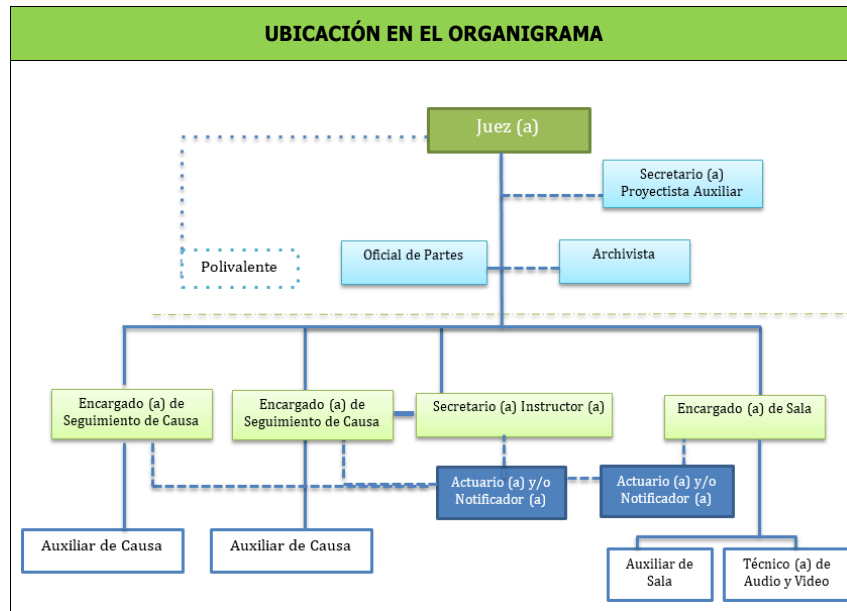 UBICACIÓN EN EL ORGANIGRAMA
Juez (a)
Secretario (a)
Proyectista Auxiliar
Polivalente
Oficial de Partes
Archivista
Encargado (a) de
Seguimiento de Causa
Encargado (a) de
Seguimiento de Causa
Secretario (a) Instructor (a)
Encargado (a) de Sala
Actuario (a) y/o
Notificador (a)
Actuario (a) y/o
Notificador (a)
Auxiliar de Causa
Auxiliar de Causa
Auxiliar de
Sala
Técnico (a) de
Audio y Video